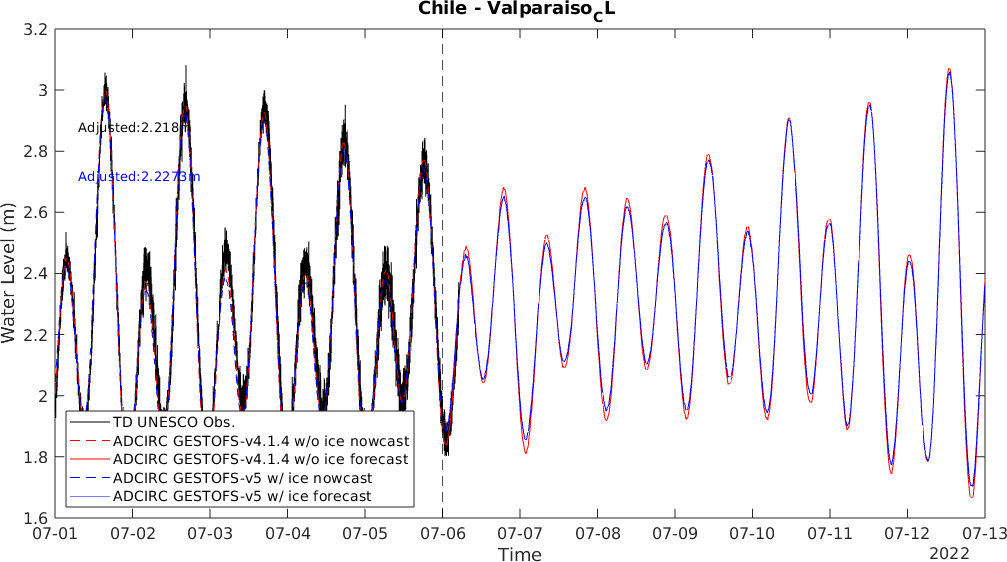 Chile - Valparaiso_CL
3.2
3
2.8
2.6
2.4
2.2
2
1.8
1.6
Water Level (m)
Adjusted:2.218m
Adjusted:2.2273m
TD UNESCO Obs.
ADCIRC GESTOFS-v4.1.4 w/o ice nowcast
ADCIRC GESTOFS-v4.1.4 w/o ice forecast
ADCIRC GESTOFS-v5 w/ ice nowcast
ADCIRC GESTOFS-v5 w/ ice forecast
07-01 07-02 07-03 07-04 07-05 07-06 07-07 07-08 07-09 07-10 07-11 07-12 07-13
Time
2022